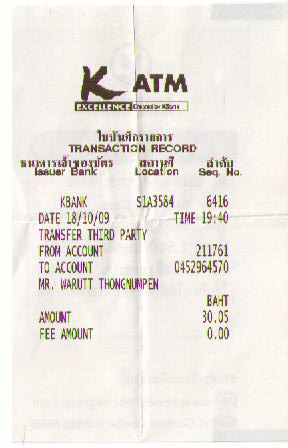 K ATM
EXCELLENCE Created by KBank
ใบบันทึกรายการ
TRANSACTION RECORD
ธนาคารเจ้าของบัตร สถานที่ ลำดับ
Issuer Bank Location Seq. No.
KBANK S1A3584 6416
DATE 18/10/09 TIME 19:40
TRANSFER THIRD PARTY
FROM ACCOUNT 211761
TO ACCOUNT 0452964570
MR. WARUTT THONGNUMPEN
BAHT
AMOUNT 30.05
FEE AMOUNT 0.00